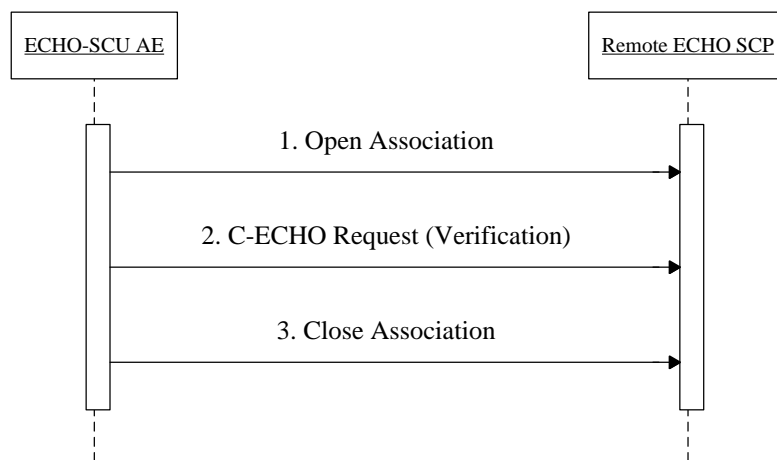 ECHO-SCU AE
Remote ECHO SCP
1. Open Association
2. C-ECHO Request (Verification)
3. Close Association